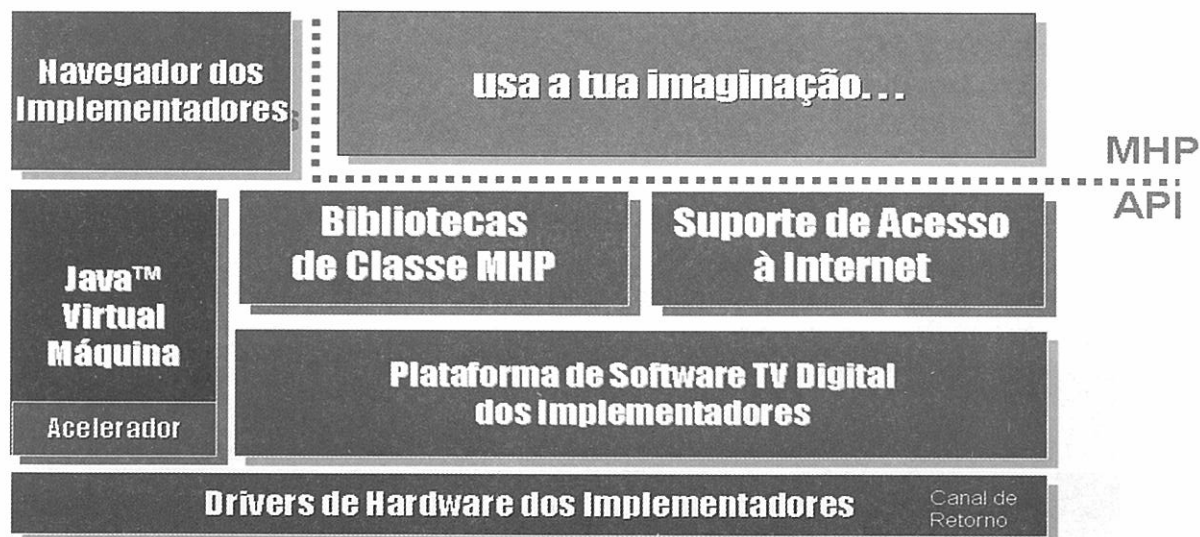 Navegador dos
Implementadores
usa a tua imaginação...
MHP
API
Java™
Virtual
Máquina
Acelerador
Bibliotecas
de Classe MHP
Suporte de Acesso
à Internet
Plataforma de Software TV Digital
dos Implementadores
Drivers de Hardware dos Implementadores
Canal de
Retorno